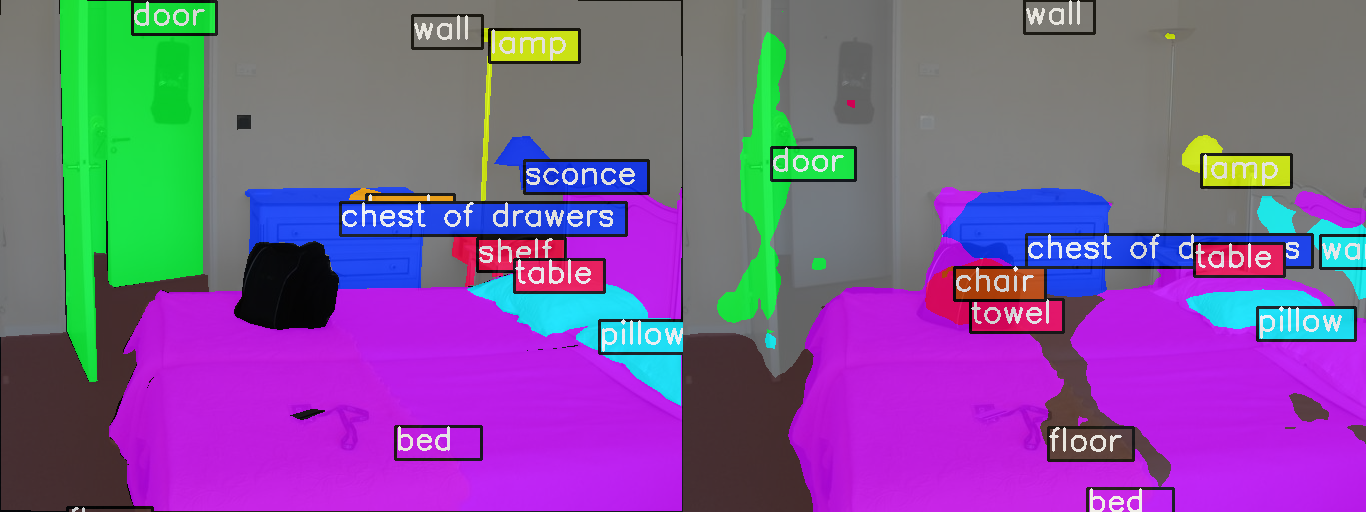 door
wall
lamp
sconce
chest of drawers
shelf
table
pillow
bed
wall
door
lamp
chest of d
s
table
chair
towel
pillow
floor
bed